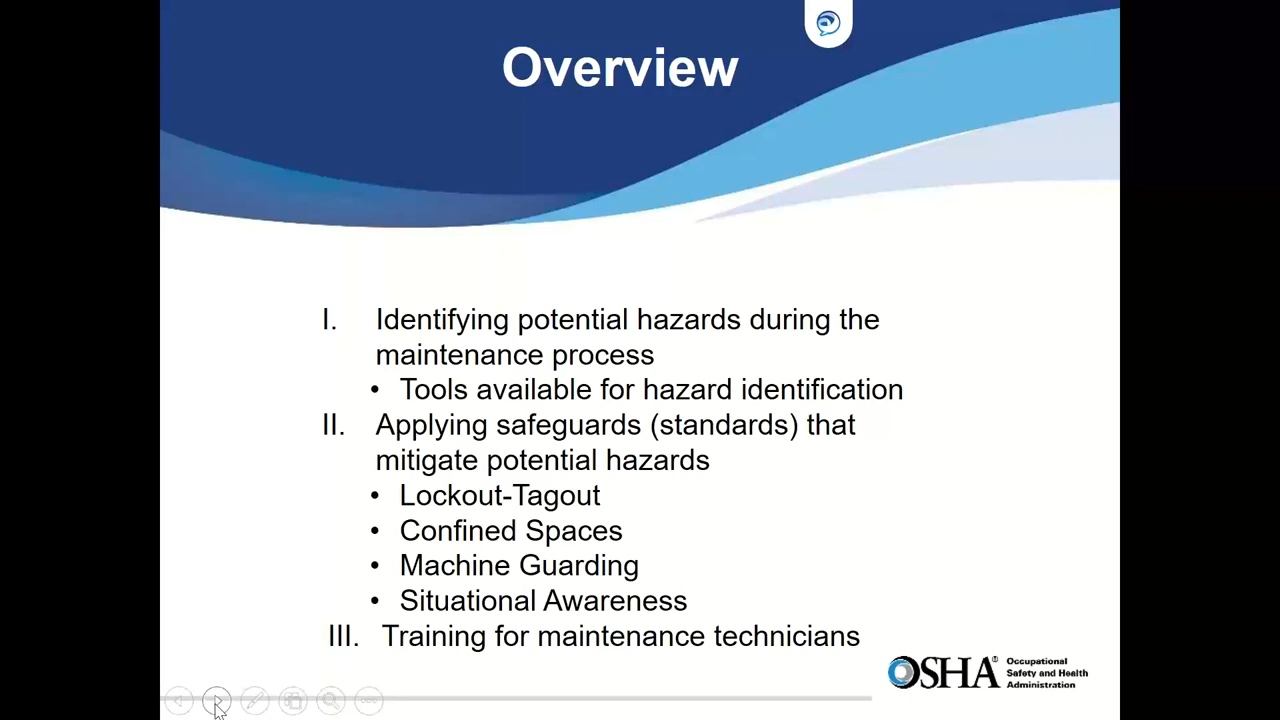 Overview
I. Identifying potential hazards during the
maintenance process
• Tools available for hazard identification
II. Applying safeguards (standards) that
mitigate potential hazards
• Lockout-Tagout
• Confined Spaces
• Machine Guarding
• Situational Awareness
III. Training for maintenance technicians
OSHA®
Occupational
Safety and Health
Administration